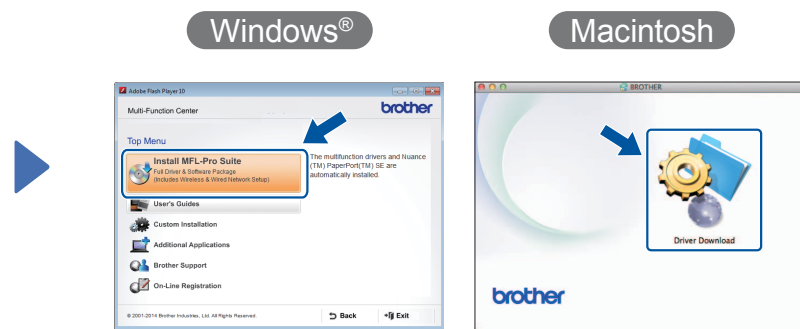 Windows®
Macintosh
Adobe Flash Player 10
Multi-Function Center
brother
Top Menu
Install MFL-Pro Suite
Full Driver & Software Package
(Includes Wireless & Wired Network Setup)
The multifunction drivers and Nuance
(TM) PaperPort(TM) SE are
automatically installed.
User's Guides
Custom Installation
Additional Applications
Brother Support
On-Line Registration
© 2001-2014 Brother Industries, Ltd. All Rights Reserved.
Back
Exit
BROTHER
Driver Download
brother